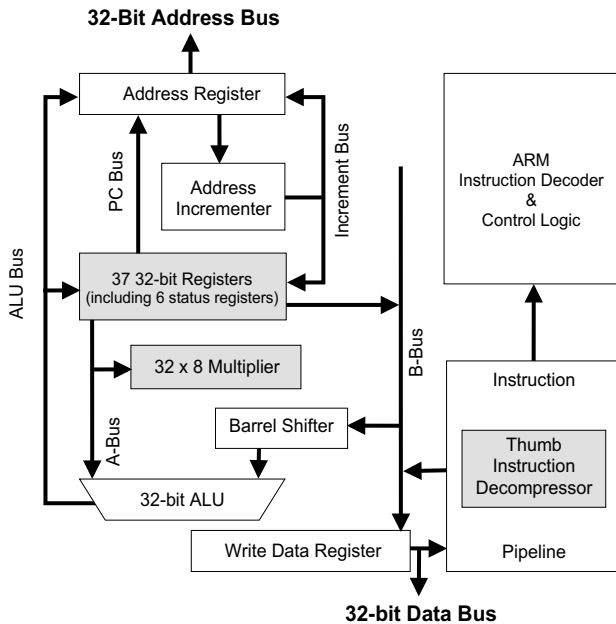 32-Bit Address Bus
Address Register
ALU Bus
PC Bus
Increment Bus
Address
Incrementer
ARM
Instruction Decoder
&
Control Logic
37 32-bit Registers
(including 6 status registers)
B-Bus
32 x 8 Multiplier
A-Bus
Barrel Shifter
32-bit ALU
Instruction
Thumb
Instruction
Decompressor
Pipeline
Write Data Register
32-bit Data Bus